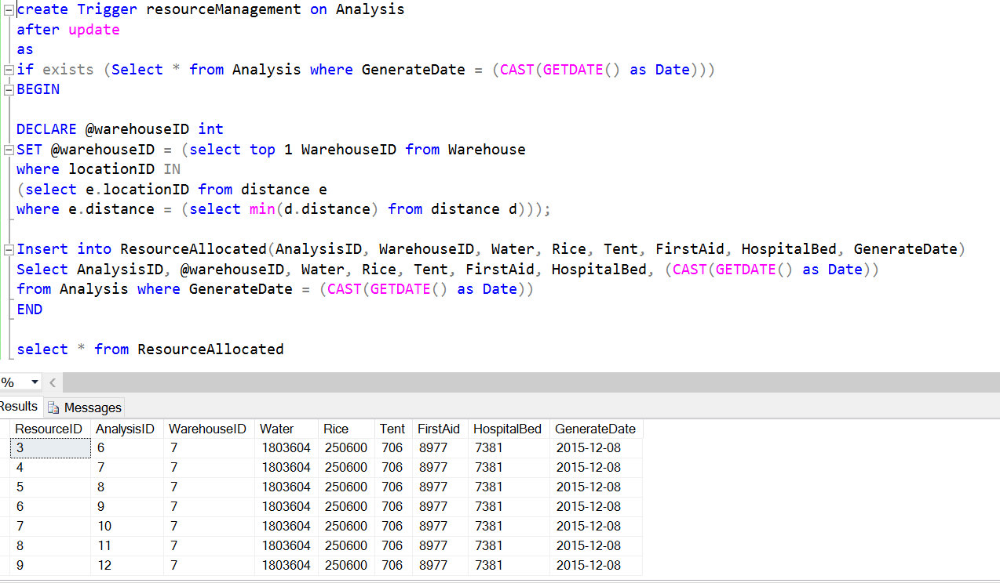 create Trigger resourceManagement on Analysis
after update
as
if exists (Select * from Analysis where GenerateDate = (CAST(GETDATE() as Date)))
BEGIN
DECLARE @warehouseID int
SET @warehouseID = (select top 1 WarehouseID from Warehouse
where locationID IN
(select e.locationID from distance e
where e.distance = (select min(d.distance) from distance d)));
Insert into ResourceAllocated(AnalysisID, WarehouseID, Water, Rice, Tent, FirstAid, HospitalBed, GenerateDate)
Select AnalysisID, @warehouseID, Water, Rice, Tent, FirstAid, HospitalBed, (CAST(GETDATE() as Date))
from Analysis where GenerateDate = (CAST(GETDATE() as Date))
END
select * from ResourceAllocated
%
Results Messages
ResourceID AnalysisID WarehouseID Water Rice Tent FirstAid HospitalBed GenerateDate
3 6 7 1803604 250600 706 8977 7381 2015-12-08
4 7 7 1803604 250600 706 8977 7381 2015-12-08
5 8 7 1803604 250600 706 8977 7381 2015-12-08
6 9 7 1803604 250600 706 8977 7381 2015-12-08
7 10 7 1803604 250600 706 8977 7381 2015-12-08
8 11 7 1803604 250600 706 8977 7381 2015-12-08
9 12 7 1803604 250600 706 8977 7381 2015-12-08